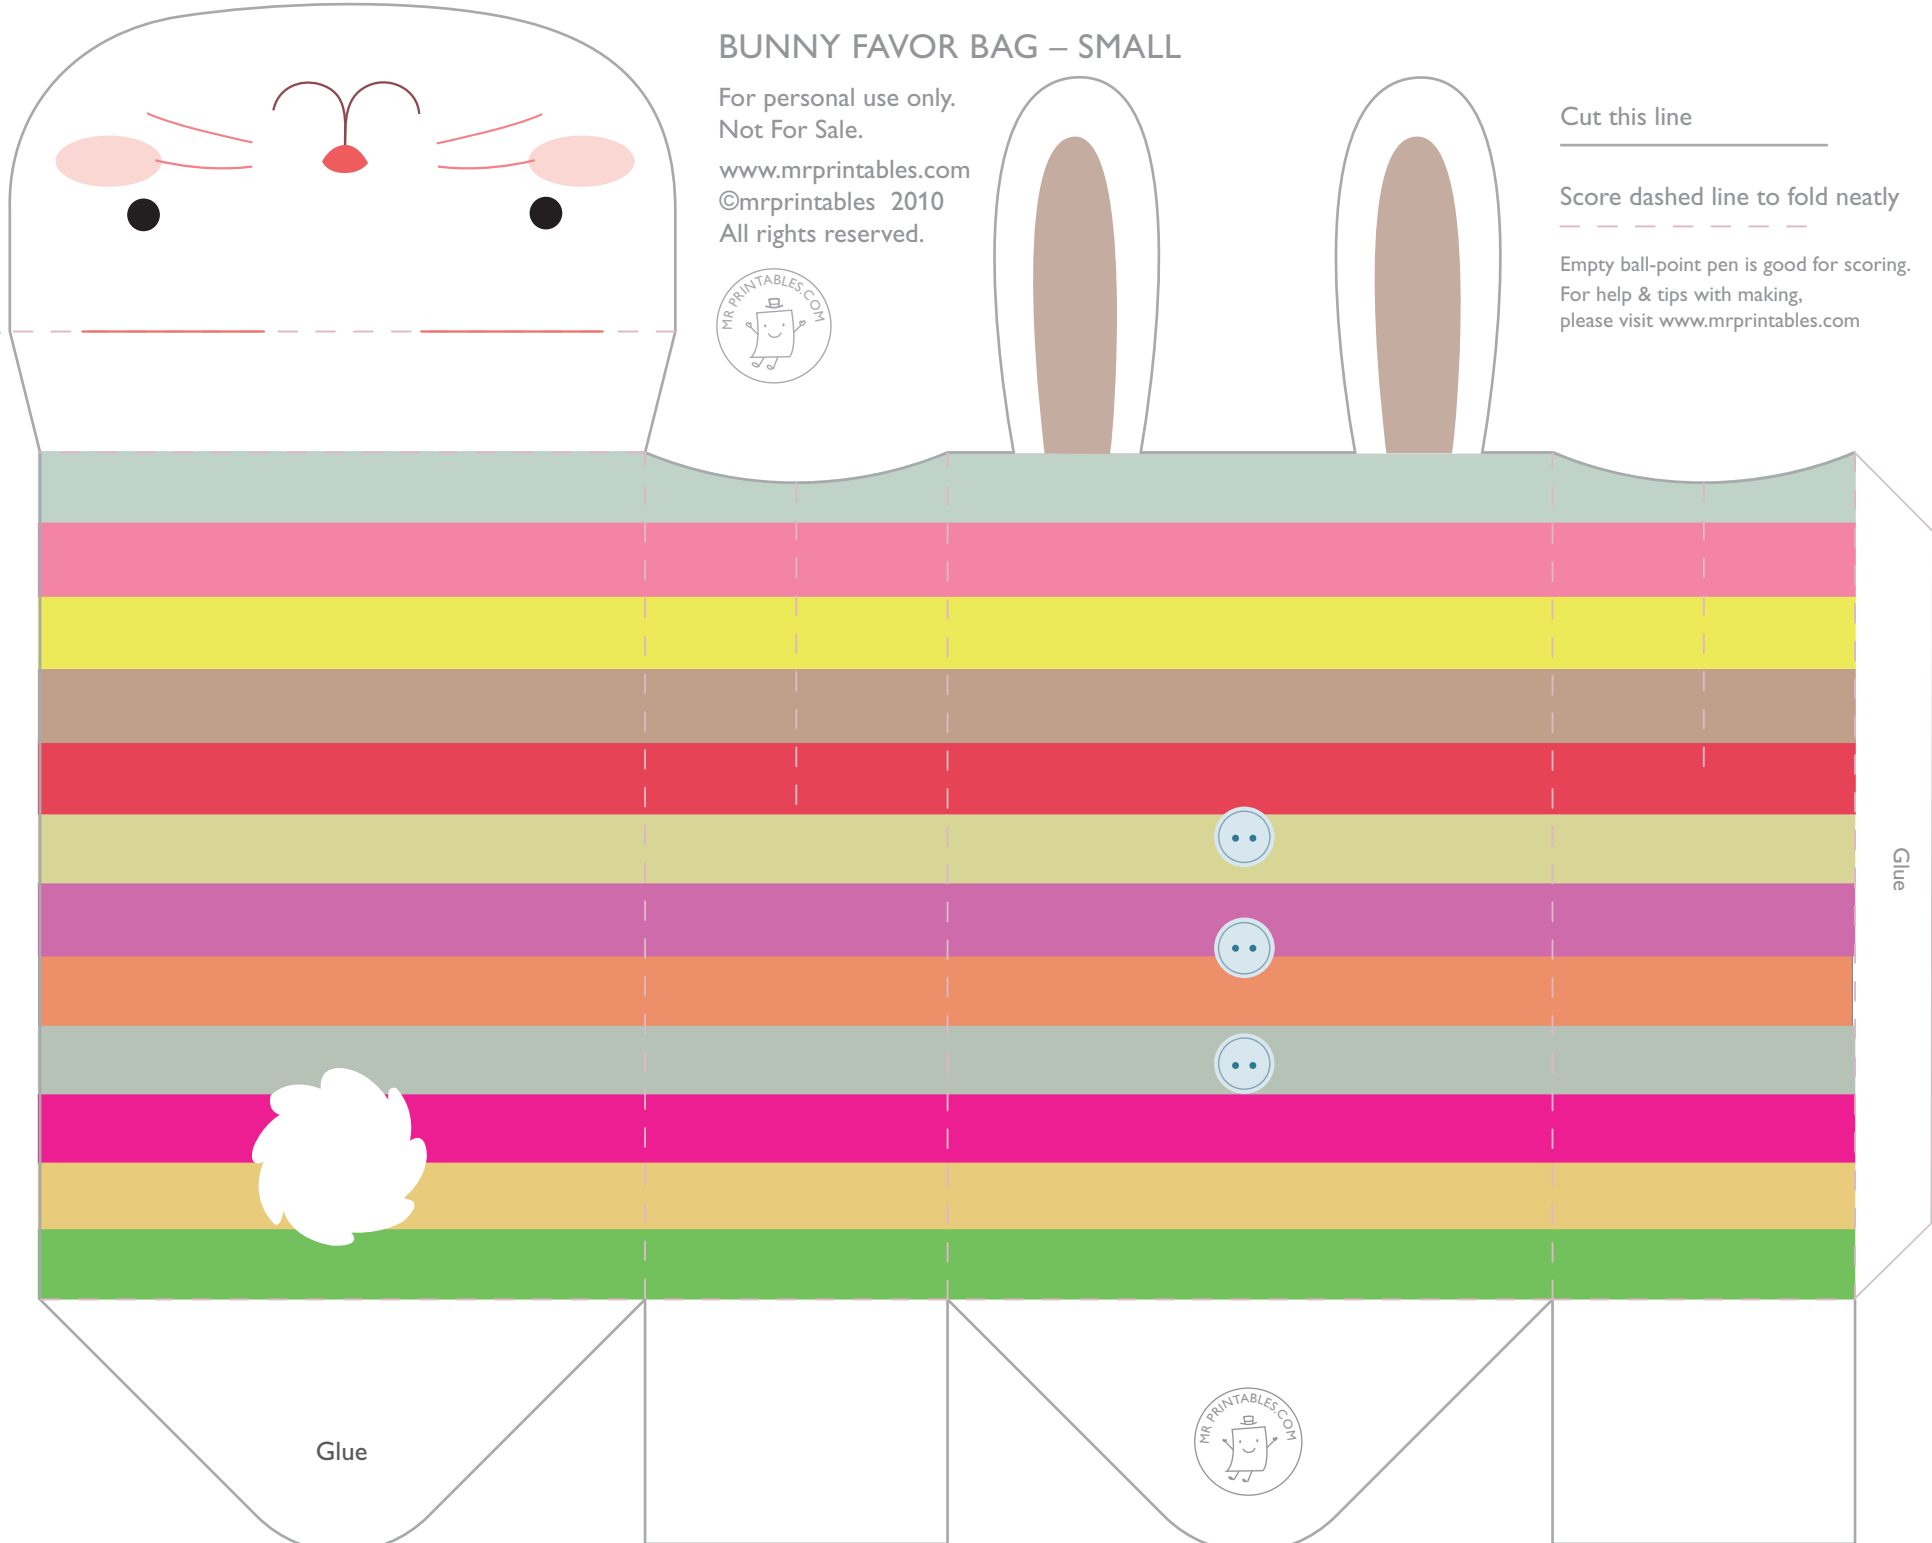 BUNNY FAVOR BAG – SMALL
For personal use only.
Not For Sale.
www.mrprintables.com
©mrprintables 2010
All rights reserved.
MR PRINTABLES.COM
Cut this line
Score dashed line to fold neatly
Empty ball-point pen is good for scoring.
For help & tips with making,
please visit www.mrprintables.com
Glue
Glue
MR PRINTABLES.COM